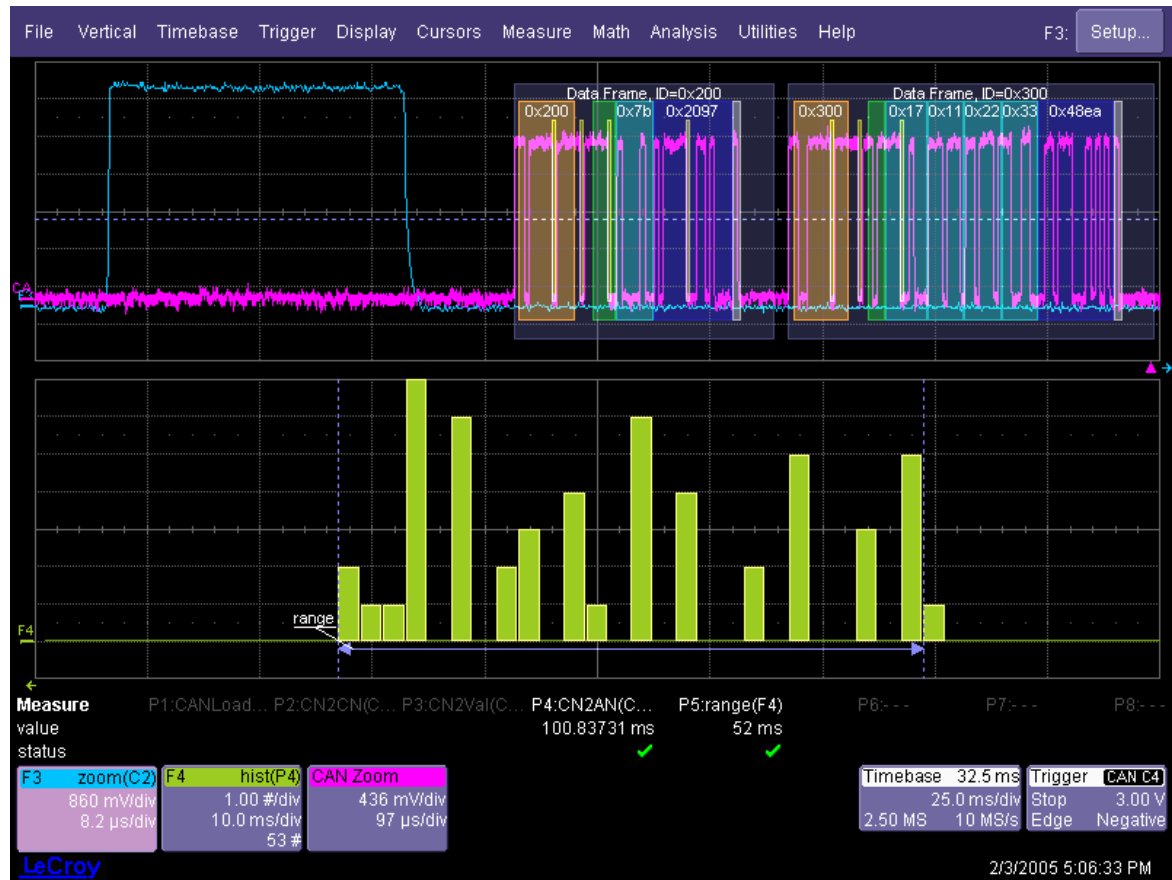 File Vertical Timebase Trigger Display Cursors Measure Math Analysis Utilities Help F3: Setup...
Data Frame, ID=0x200 Data Frame, ID=0x300
0x200 0x7b 0x2097 0x300 0x17 0x11 0x22 0x33 0x48ea
range
F4
Measure P1:CANLoad... P2:CN2CN(C... P3:CN2Val(C... P4:CN2AN(C... P5:range(F4) P6:- - - P7:- - - P8:- - -
value 100.83731 ms 52 ms
status
F3 zoom(C2) F4 hist(P4) CAN Zoom Timebase 32.5 ms Trigger CAN C4
860 mV/div 1.00 #/div 436 mV/div 25.0 ms/div Stop 3.00 V
8.2 µs/div 10.0 ms/div 97 µs/div 2.50 MS 10 MS/s Edge Negative
53 #
LeCroy 2/3/2005 5:06:33 PM